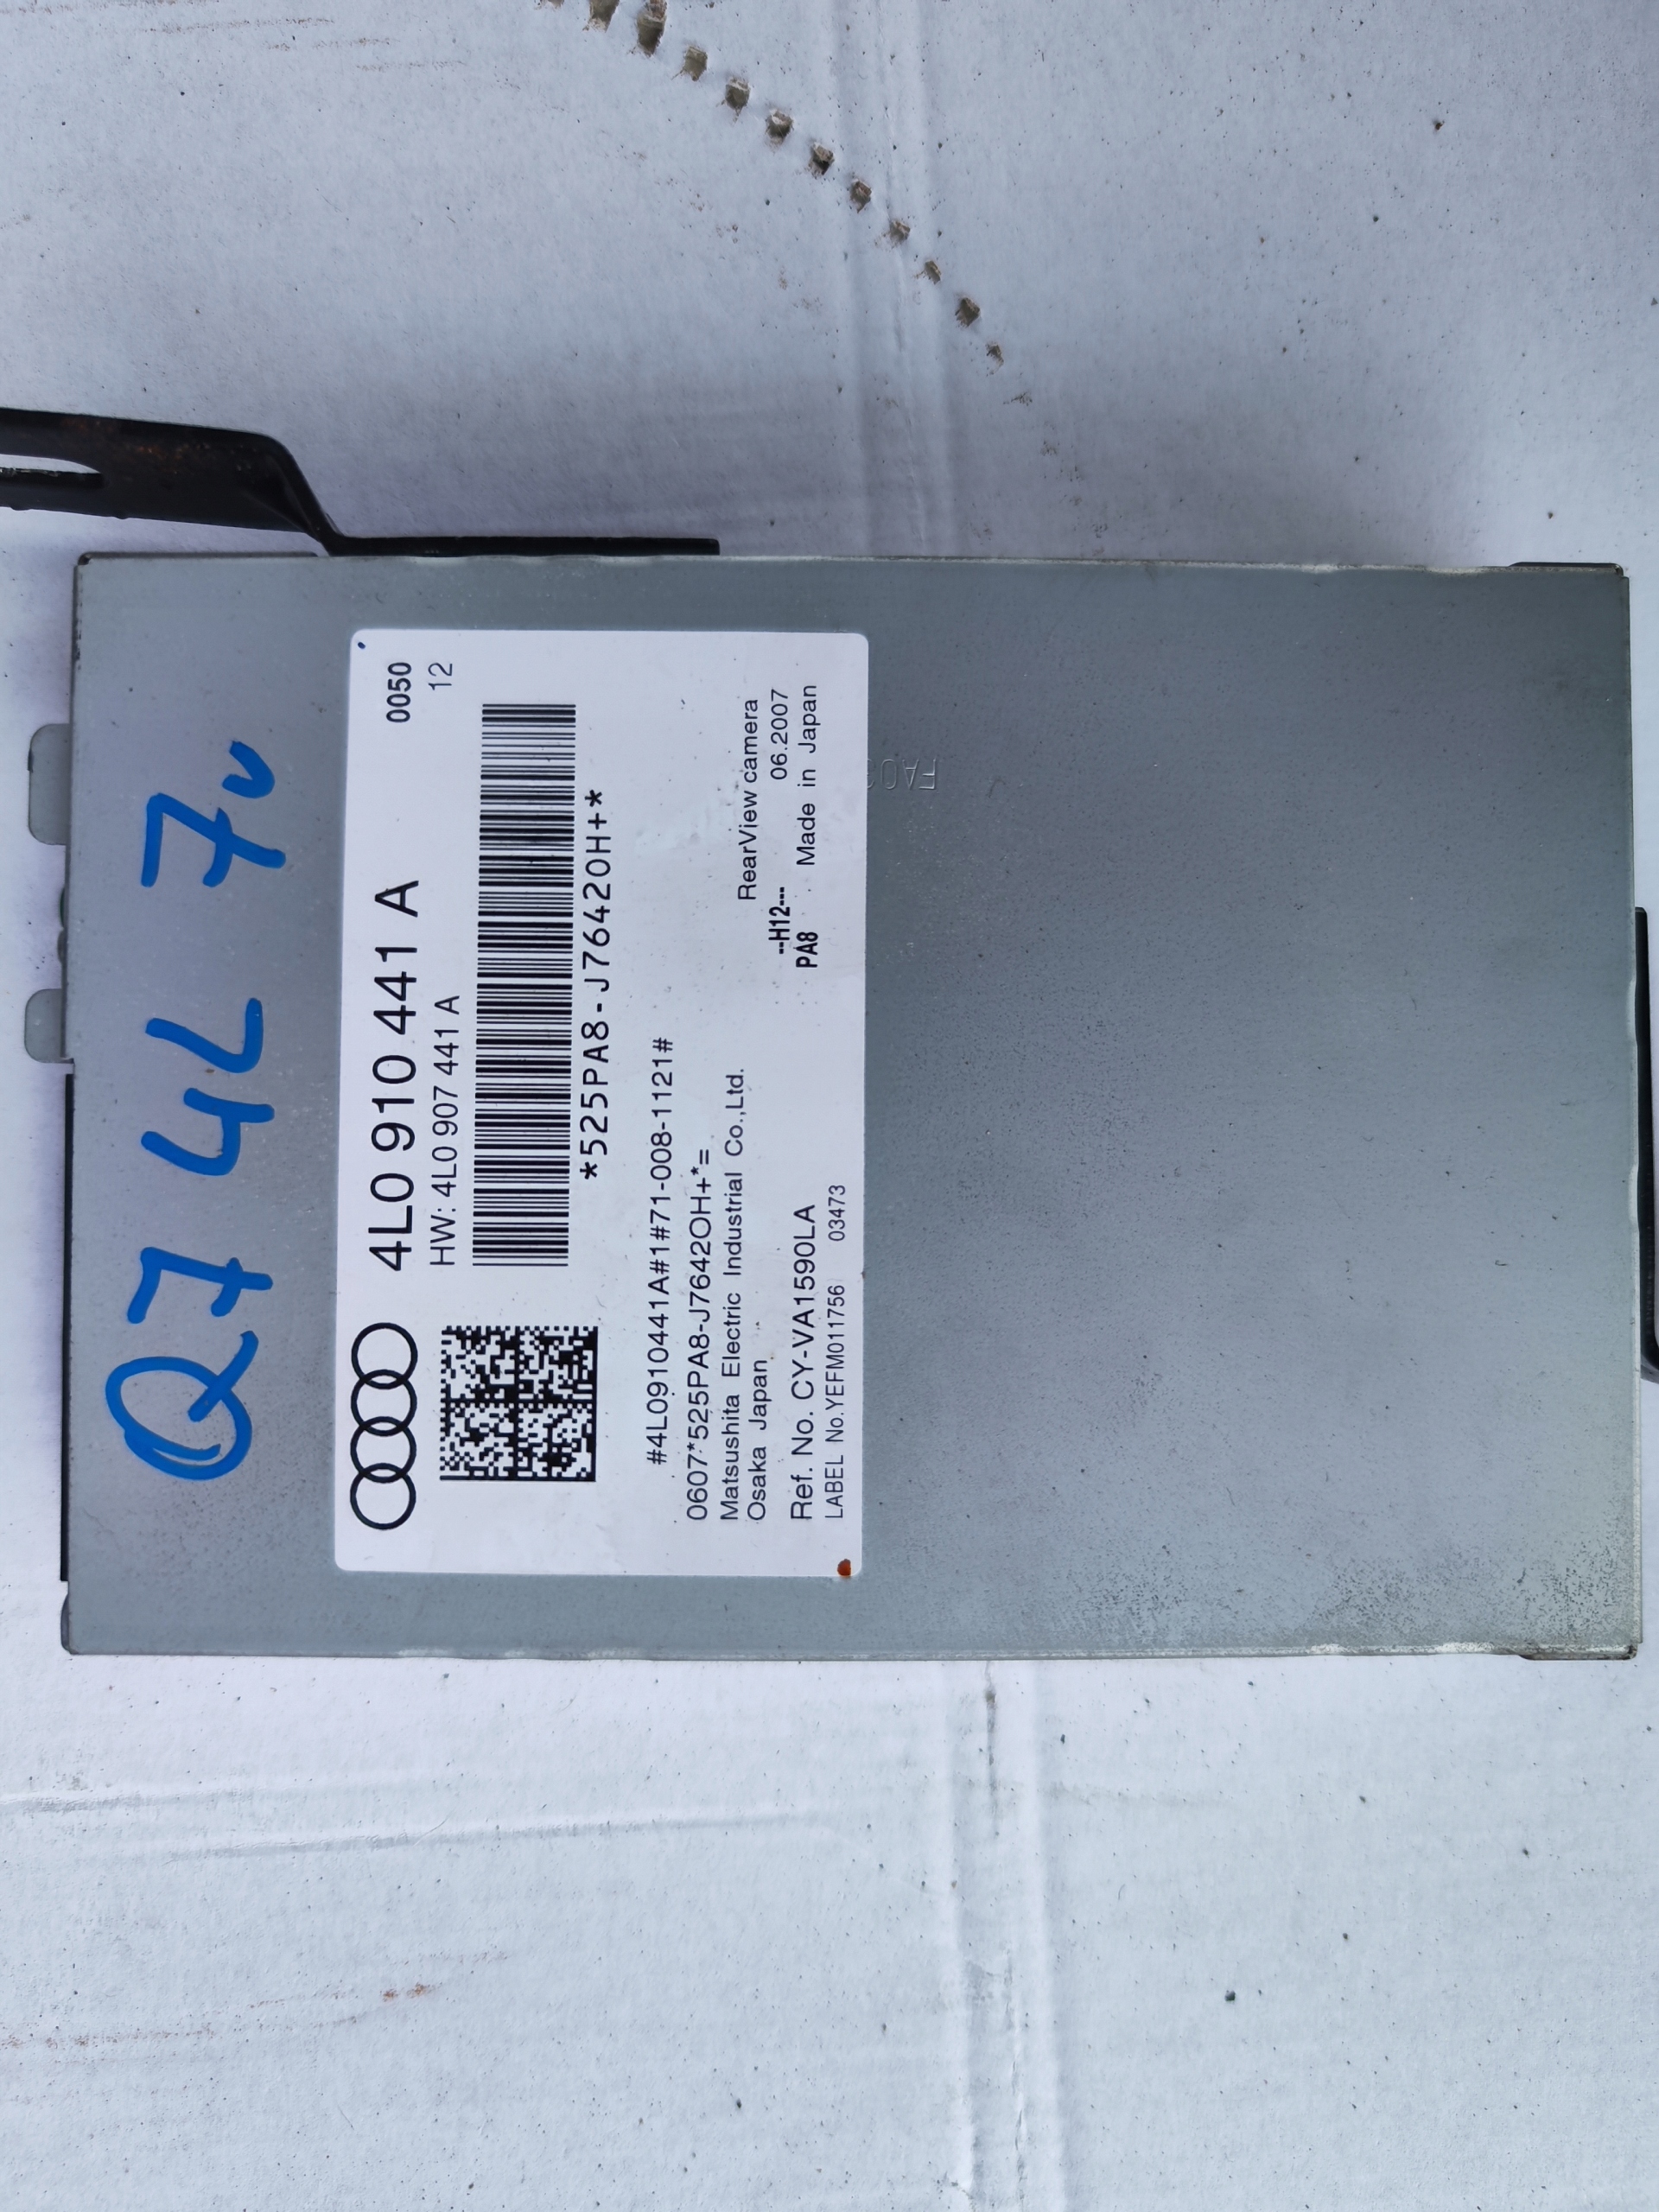 Q7 4L 7v
4L0 910 441 A
0050
HW: 4L0 907 441 A
12
*525PA8-J7642OH+*
#4L0910441A#1#71-008-1121#
0607*525PA8-J7642OH+*=
Matsushita Electric Industrial Co.,Ltd.
Osaka Japan
RearView camera
--H12--- 06.2007
PA8 Made in Japan
Ref. No. CY-VA1590LA
LABEL No.YEFM011756 03473